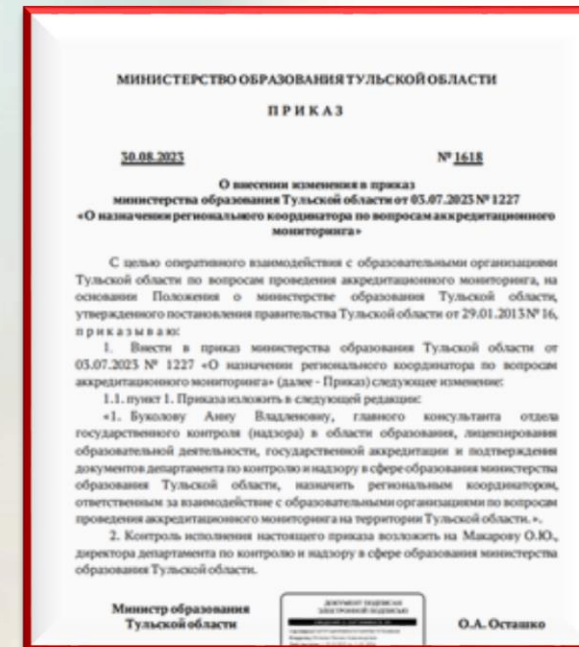 МИНИСТЕРСТВО ОБРАЗОВАНИЯ ТУЛЬСКОЙ ОБЛАСТИ
П Р И К А З
30.08.2023 № 1618
О внесении изменения в приказ
министерства образования Тульской области от 03.07.2023 № 1227
«О назначении регионального координатора по вопросам аккредитационного
мониторинга»
С целью оперативного взаимодействия с образовательными организациями
Тульской области по вопросам проведения аккредитационного мониторинга, на
основании Положения о министерстве образования Тульской области,
утвержденного постановления правительства Тульской области от 29.01.2013 № 16,
п р и к а з ы в а ю:
1. Внести в приказ министерства образования Тульской области от
03.07.2023 № 1227 «О назначении регионального координатора по вопросам
аккредитационного мониторинга» (далее - Приказ) следующее изменение:
1.1. пункт 1. Приказа изложить в следующей редакции:
«1. Буколову Анну Владленовну, главного консультанта отдела
государственного контроля (надзора) в области образования, лицензирования
образовательной деятельности, государственной аккредитации и подтверждения
документов департамента по контролю и надзору в сфере образования министерства
образования Тульской области, назначить региональным координатором,
ответственным за взаимодействие с образовательными организациями по вопросам
проведения аккредитационного мониторинга на территории Тульской области.».
2. Контроль исполнения настоящего приказа возложить на Макарову О.Ю.,
директора департамента по контролю и надзору в сфере образования министерства
образования Тульской области.
Министр образования
Тульской области
ДОКУМЕНТ ПОДПИСАН
ЭЛЕКТРОННОЙ ПОДПИСЬЮ
О.А. Осташко